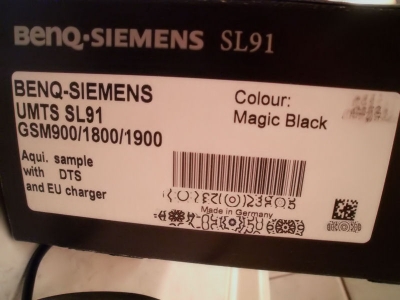 BENQ-SIEMENS SL91
BENQ-SIEMENS
UMTS SL91
GSM900/1800/1900
Colour:
Magic Black
Aqui. sample
with DTS
and EU charger
Made in Germany